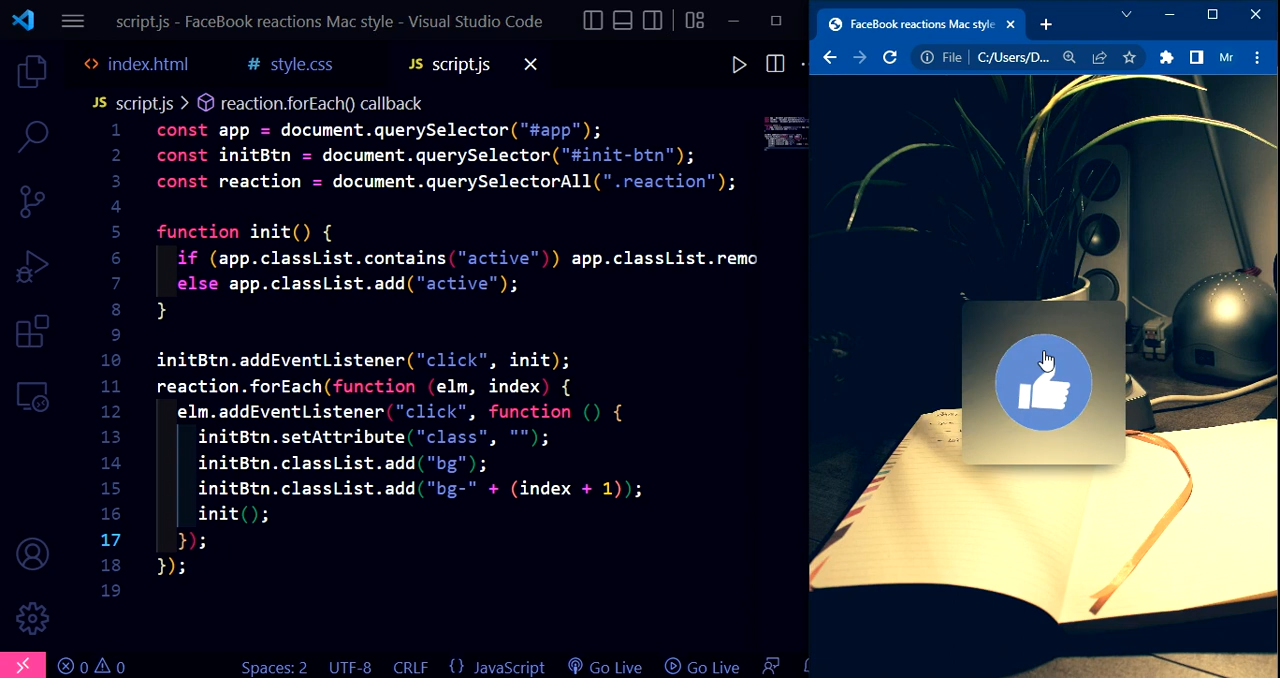 script.js - FaceBook reactions Mac style - Visual Studio Code
FaceBook reactions Mac style
index.html
# style.css
JS script.js
File
C:/Users/D...
Mr
JS script.js > reaction.forEach() callback
1 const app = document.querySelector("#app");
2 const initBtn = document.querySelector("#init-btn");
3 const reaction = document.querySelectorAll(".reaction");
4
5 function init() {
6 if (app.classList.contains("active")) app.classList.remo
7 else app.classList.add("active");
8 }
9
10 initBtn.addEventListener("click", init);
11 reaction.forEach(function (elm, index) {
12 elm.addEventListener("click", function () {
13 initBtn.setAttribute("class", "");
14 initBtn.classList.add("bg");
15 initBtn.classList.add("bg-" + (index + 1));
16 init();
17 });
18 });
19
0 0
Spaces: 2
UTF-8
CRLF
{} JavaScript
Go Live
Go Live